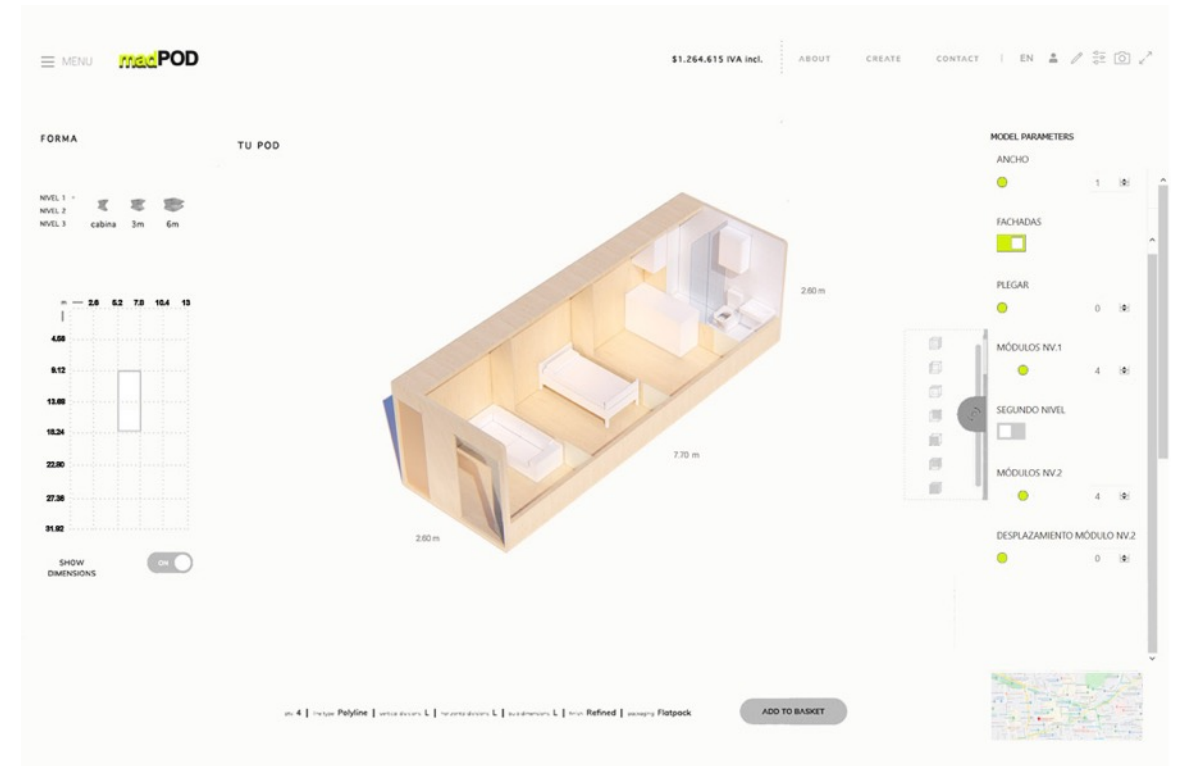 MENU
madPOD
$1.264.615 IVA incl.
ABOUT
CREATE
CONTACT
| EN
FORMA
TU POD
MODEL PARAMETERS
ANCHO
1
NIVEL 1
NIVEL 2
NIVEL 3
cabina 3m 6m
FACHADAS
PLEGAR
0
m 2.6 5.2 7.8 10.4 13
4.56
9.12
13.68
18.24
22.80
27.36
31.92
2.60 m
7.70 m
2.60 m
MÓDULOS NV.1
4
SEGUNDO NIVEL
MÓDULOS NV.2
4
DESPLAZAMIENTO MÓDULO NV.2
0
SHOW
DIMENSIONS
ON
4 | Polyline | L | L | L | Refined | Flatpack
ADD TO BASKET